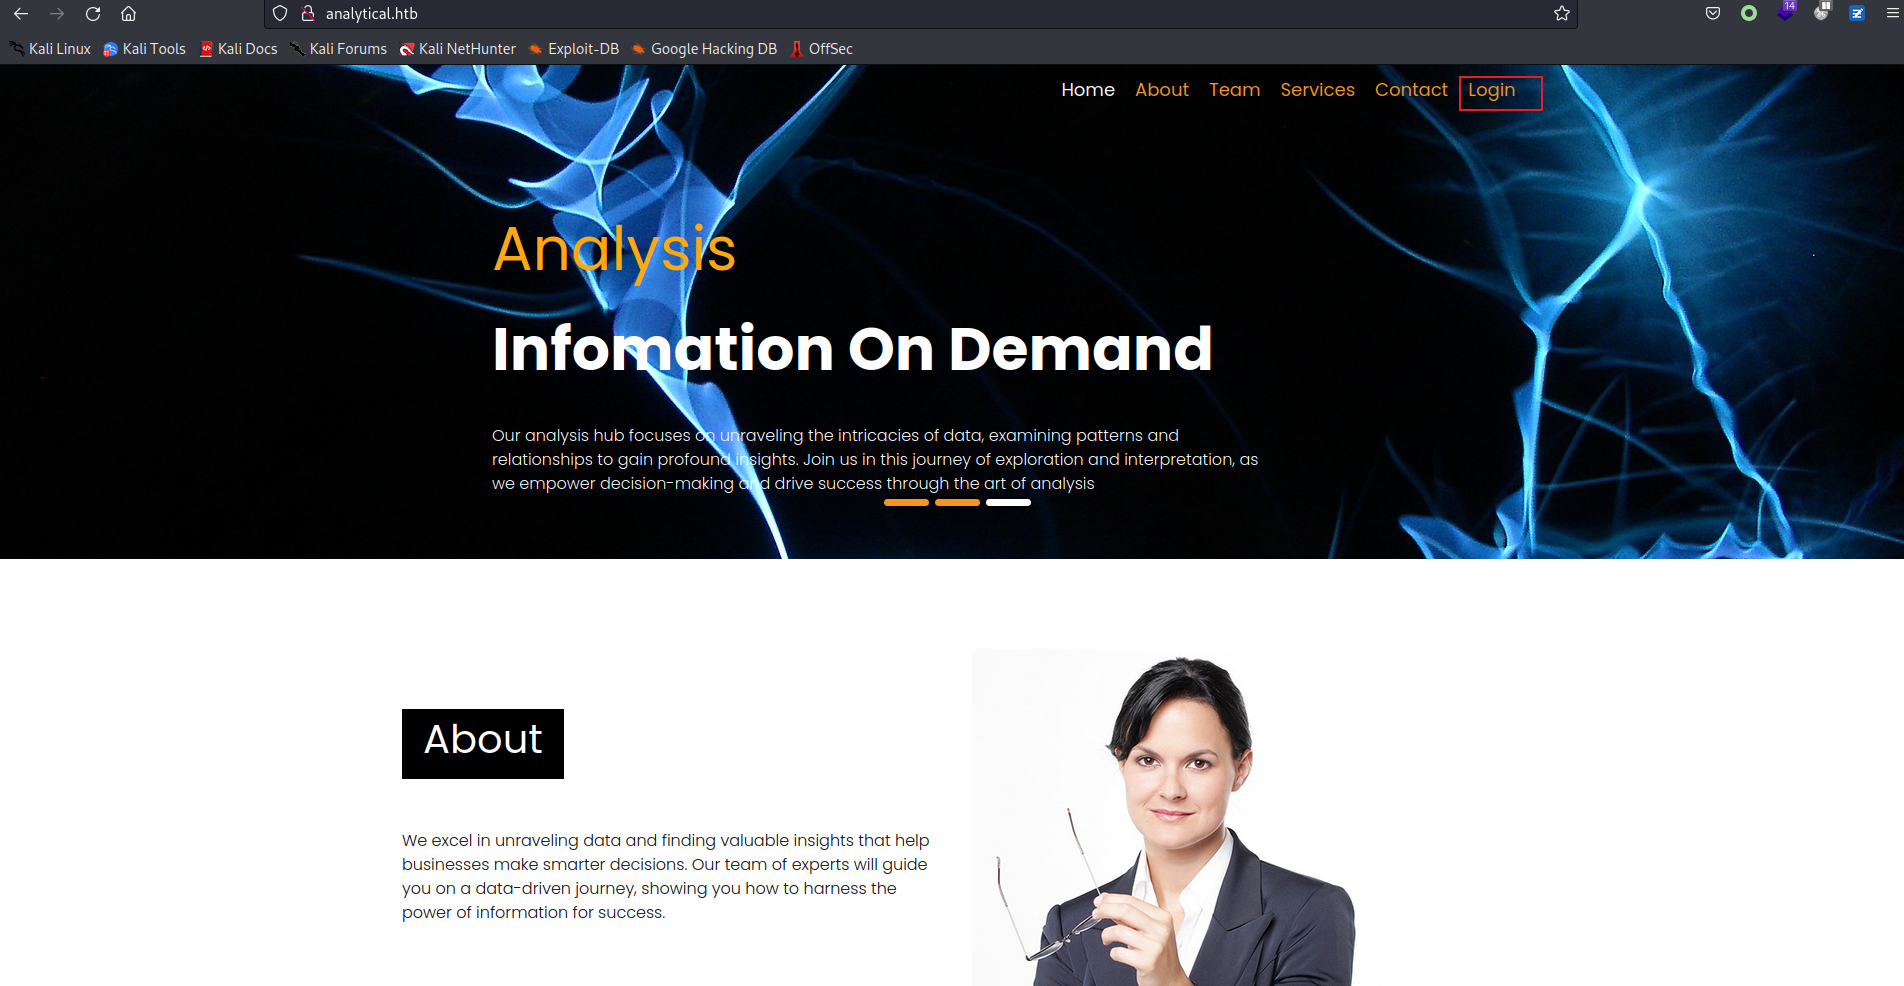 analytical.htb
14
Kali Linux Kali Tools Kali Docs Kali Forums Kali NetHunter Exploit-DB Google Hacking DB OffSec
Home About Team Services Contact Login
Analysis
Infomation On Demand
Our analysis hub focuses on unraveling the intricacies of data, examining patterns and
relationships to gain profound insights. Join us in this journey of exploration and interpretation, as
we empower decision-making and drive success through the art of analysis
About
We excel in unraveling data and finding valuable insights that help
businesses make smarter decisions. Our team of experts will guide
you on a data-driven journey, showing you how to harness the
power of information for success.